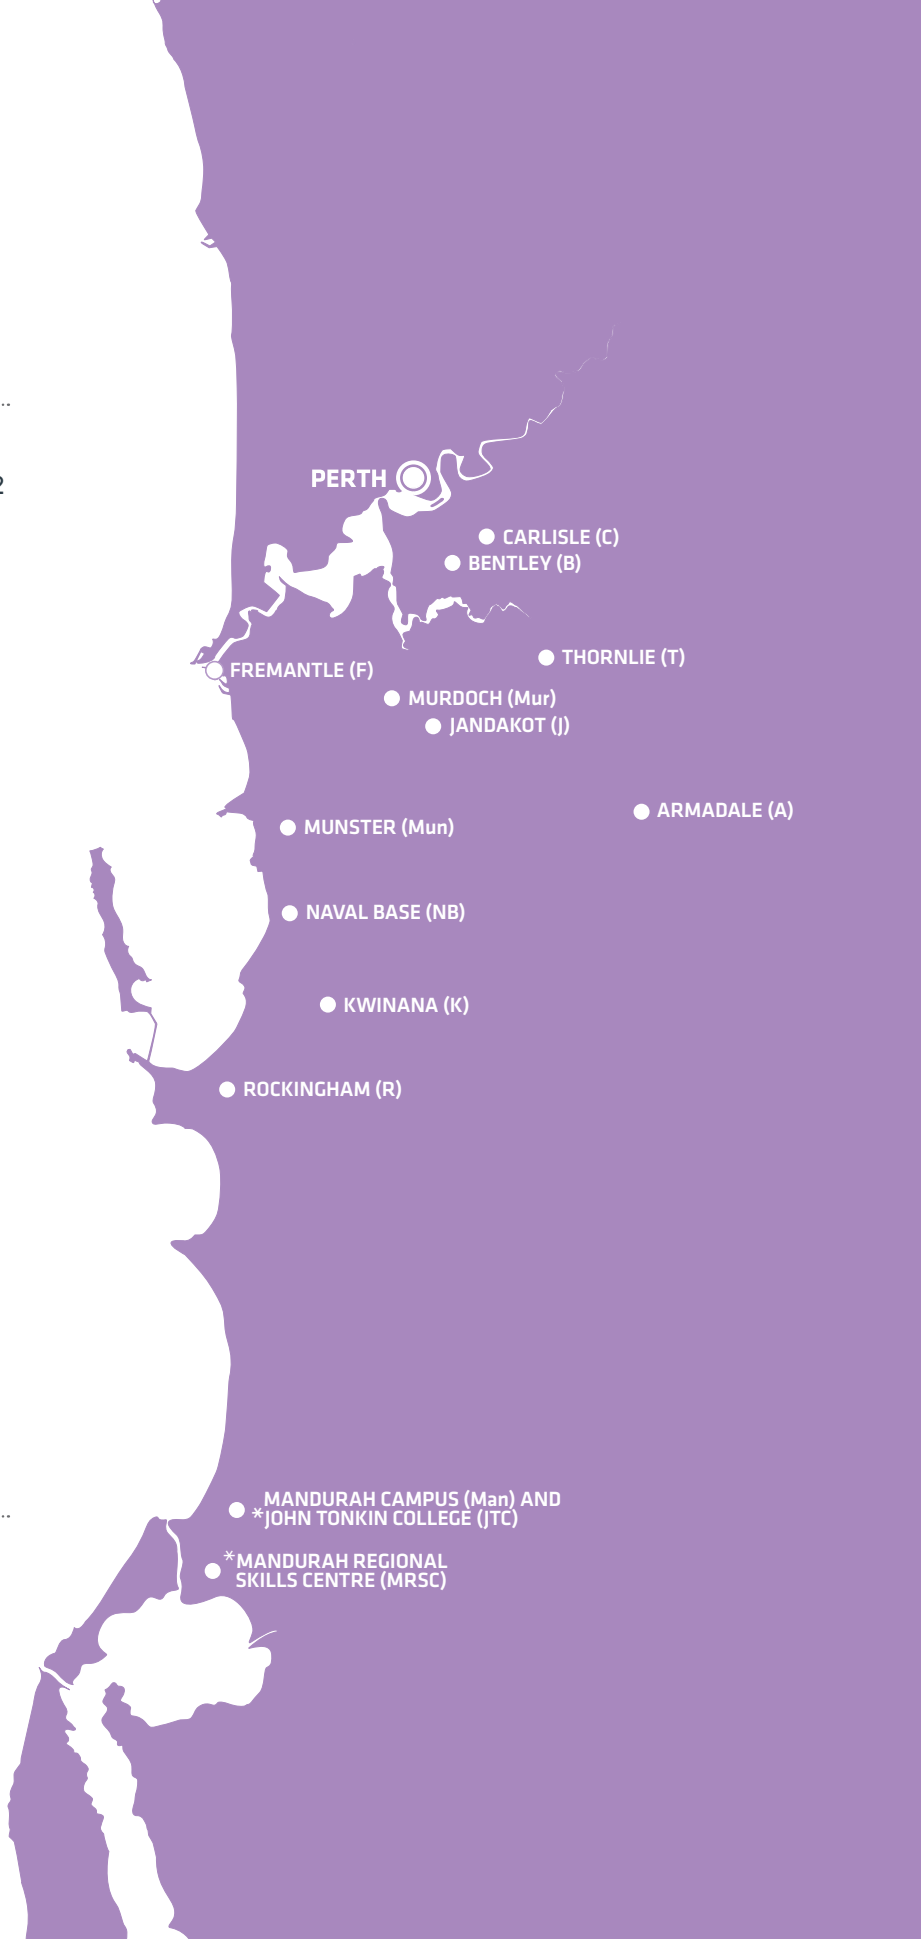 ..
2
PERTH
CARLISLE (C)
BENTLEY (B)
THORNLIE (T)
FREMANTLE (F)
MURDOCH (Mur)
JANDAKOT (J)
ARMADALE (A)
MUNSTER (Mun)
NAVAL BASE (NB)
KWINANA (K)
ROCKINGHAM (R)
MANDURAH CAMPUS (Man) AND
*JOHN TONKIN COLLEGE (JTC)
..
*MANDURAH REGIONAL
SKILLS CENTRE (MRSC)